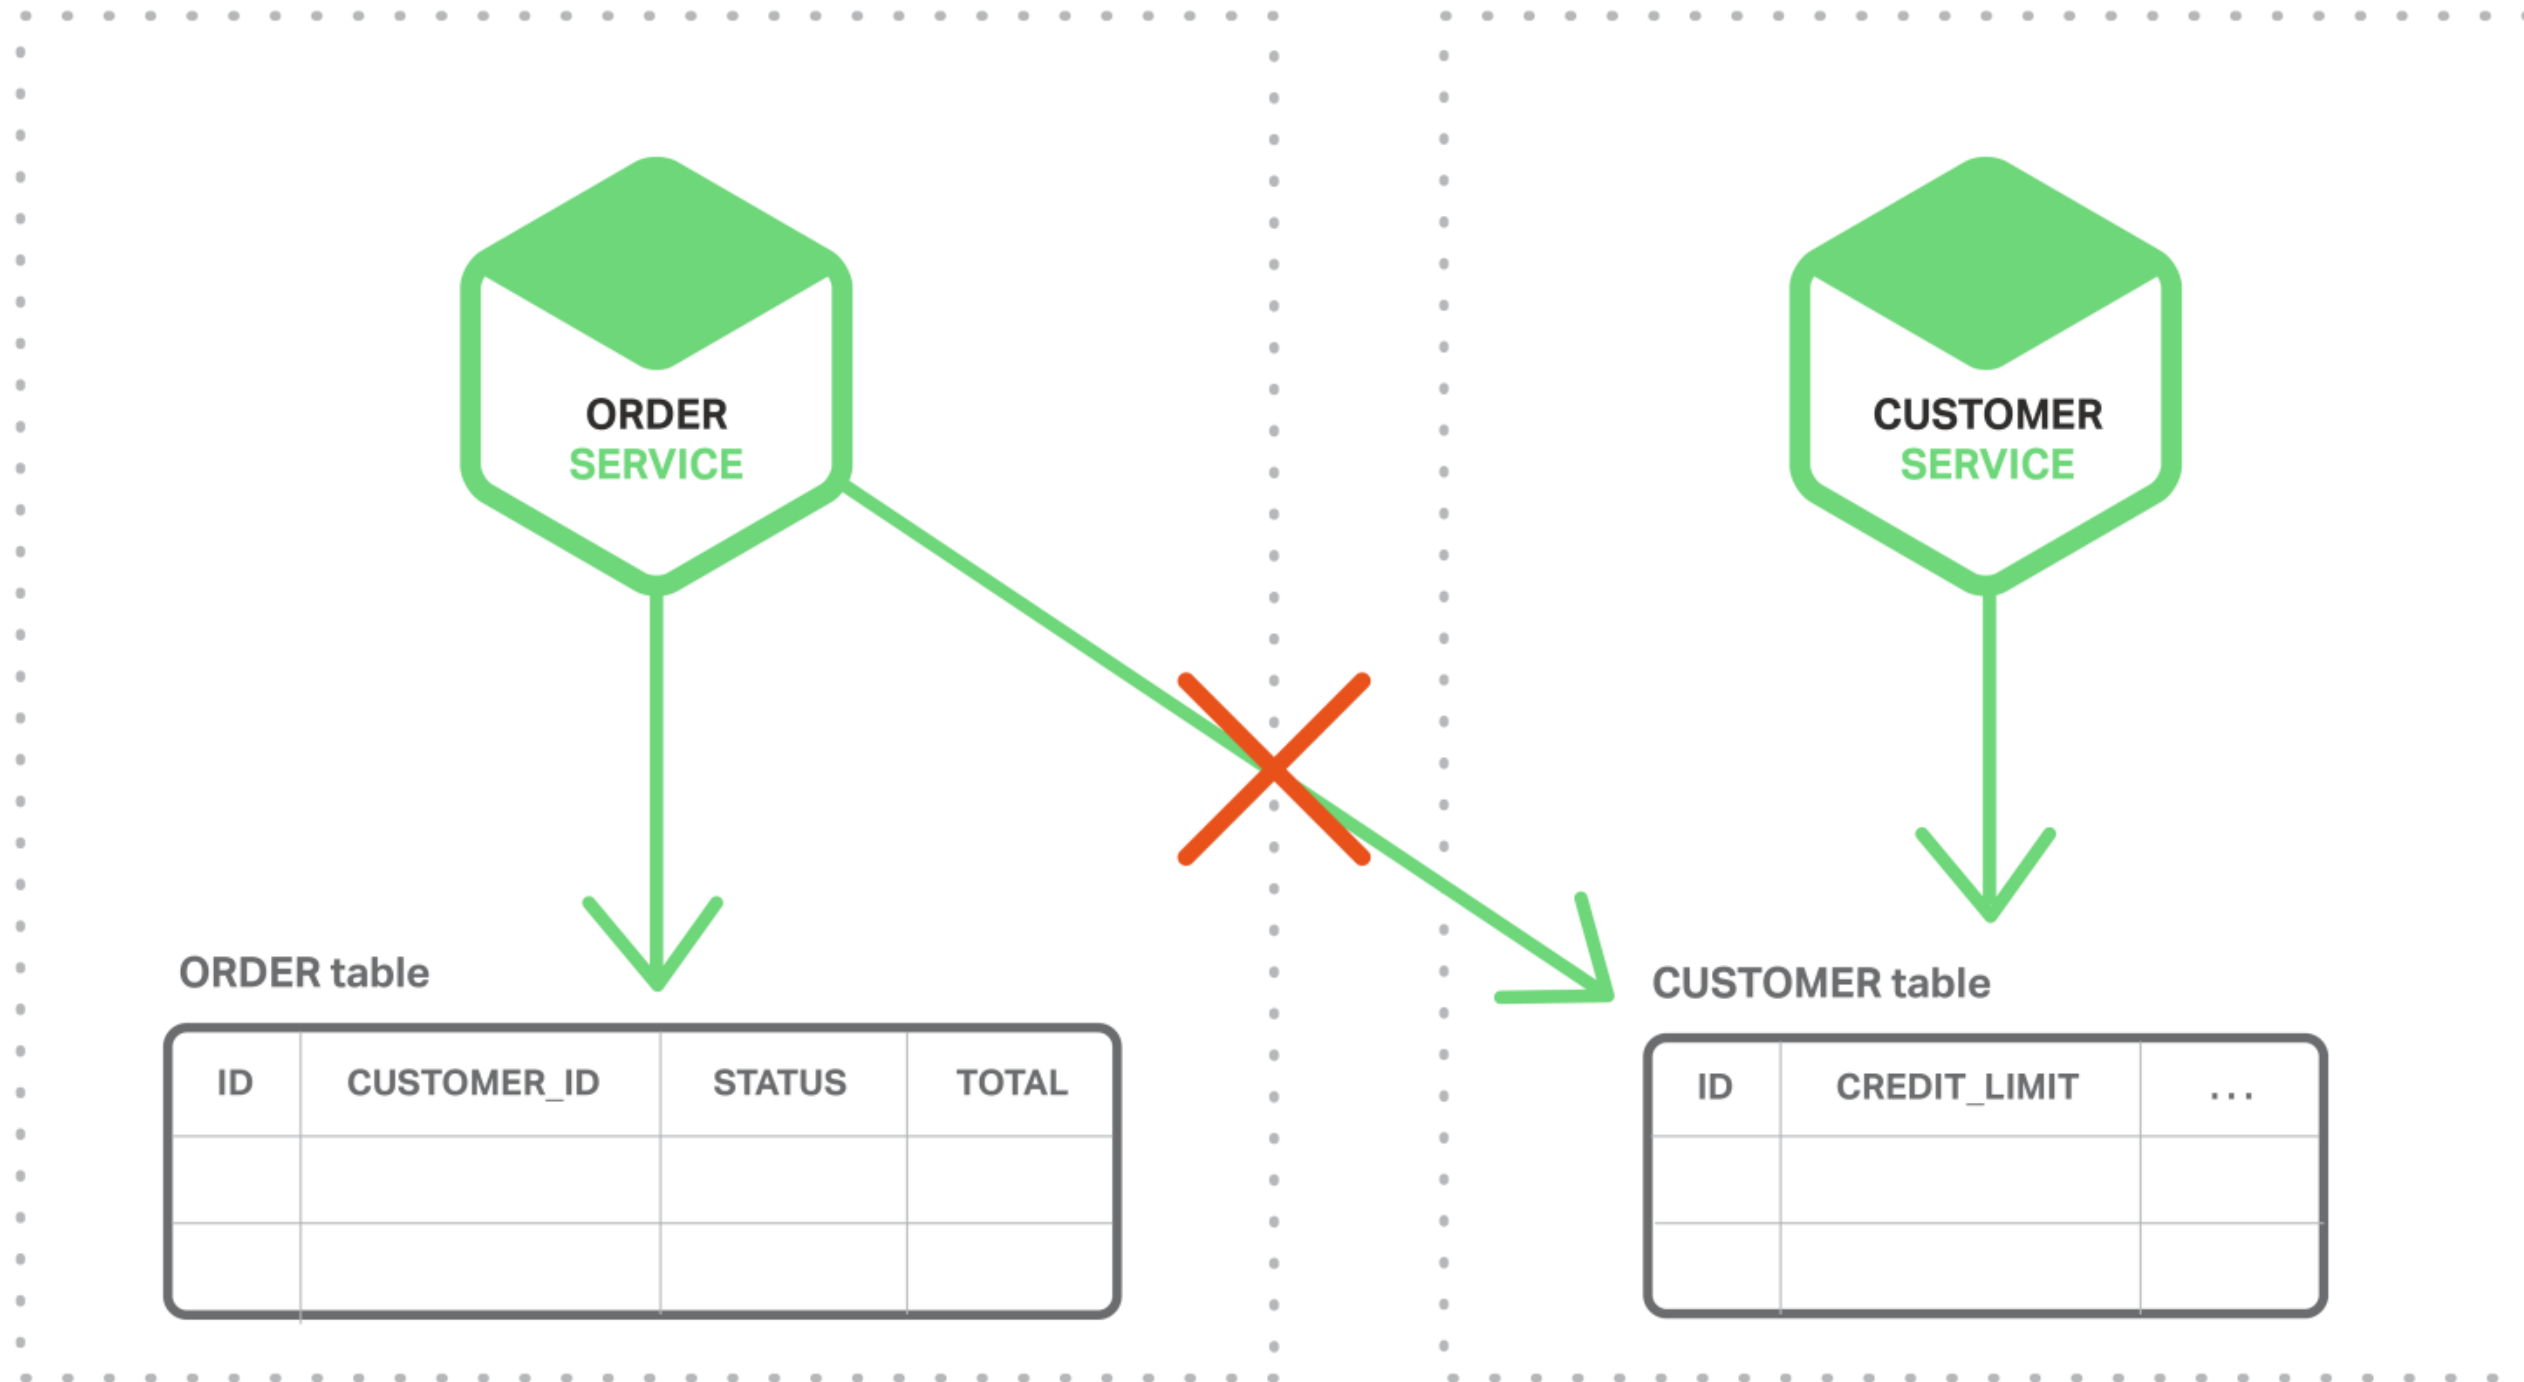 ORDER
SERVICE
CUSTOMER
SERVICE
ORDER table
ID CUSTOMER_ID STATUS TOTAL
CUSTOMER table
ID CREDIT_LIMIT ...